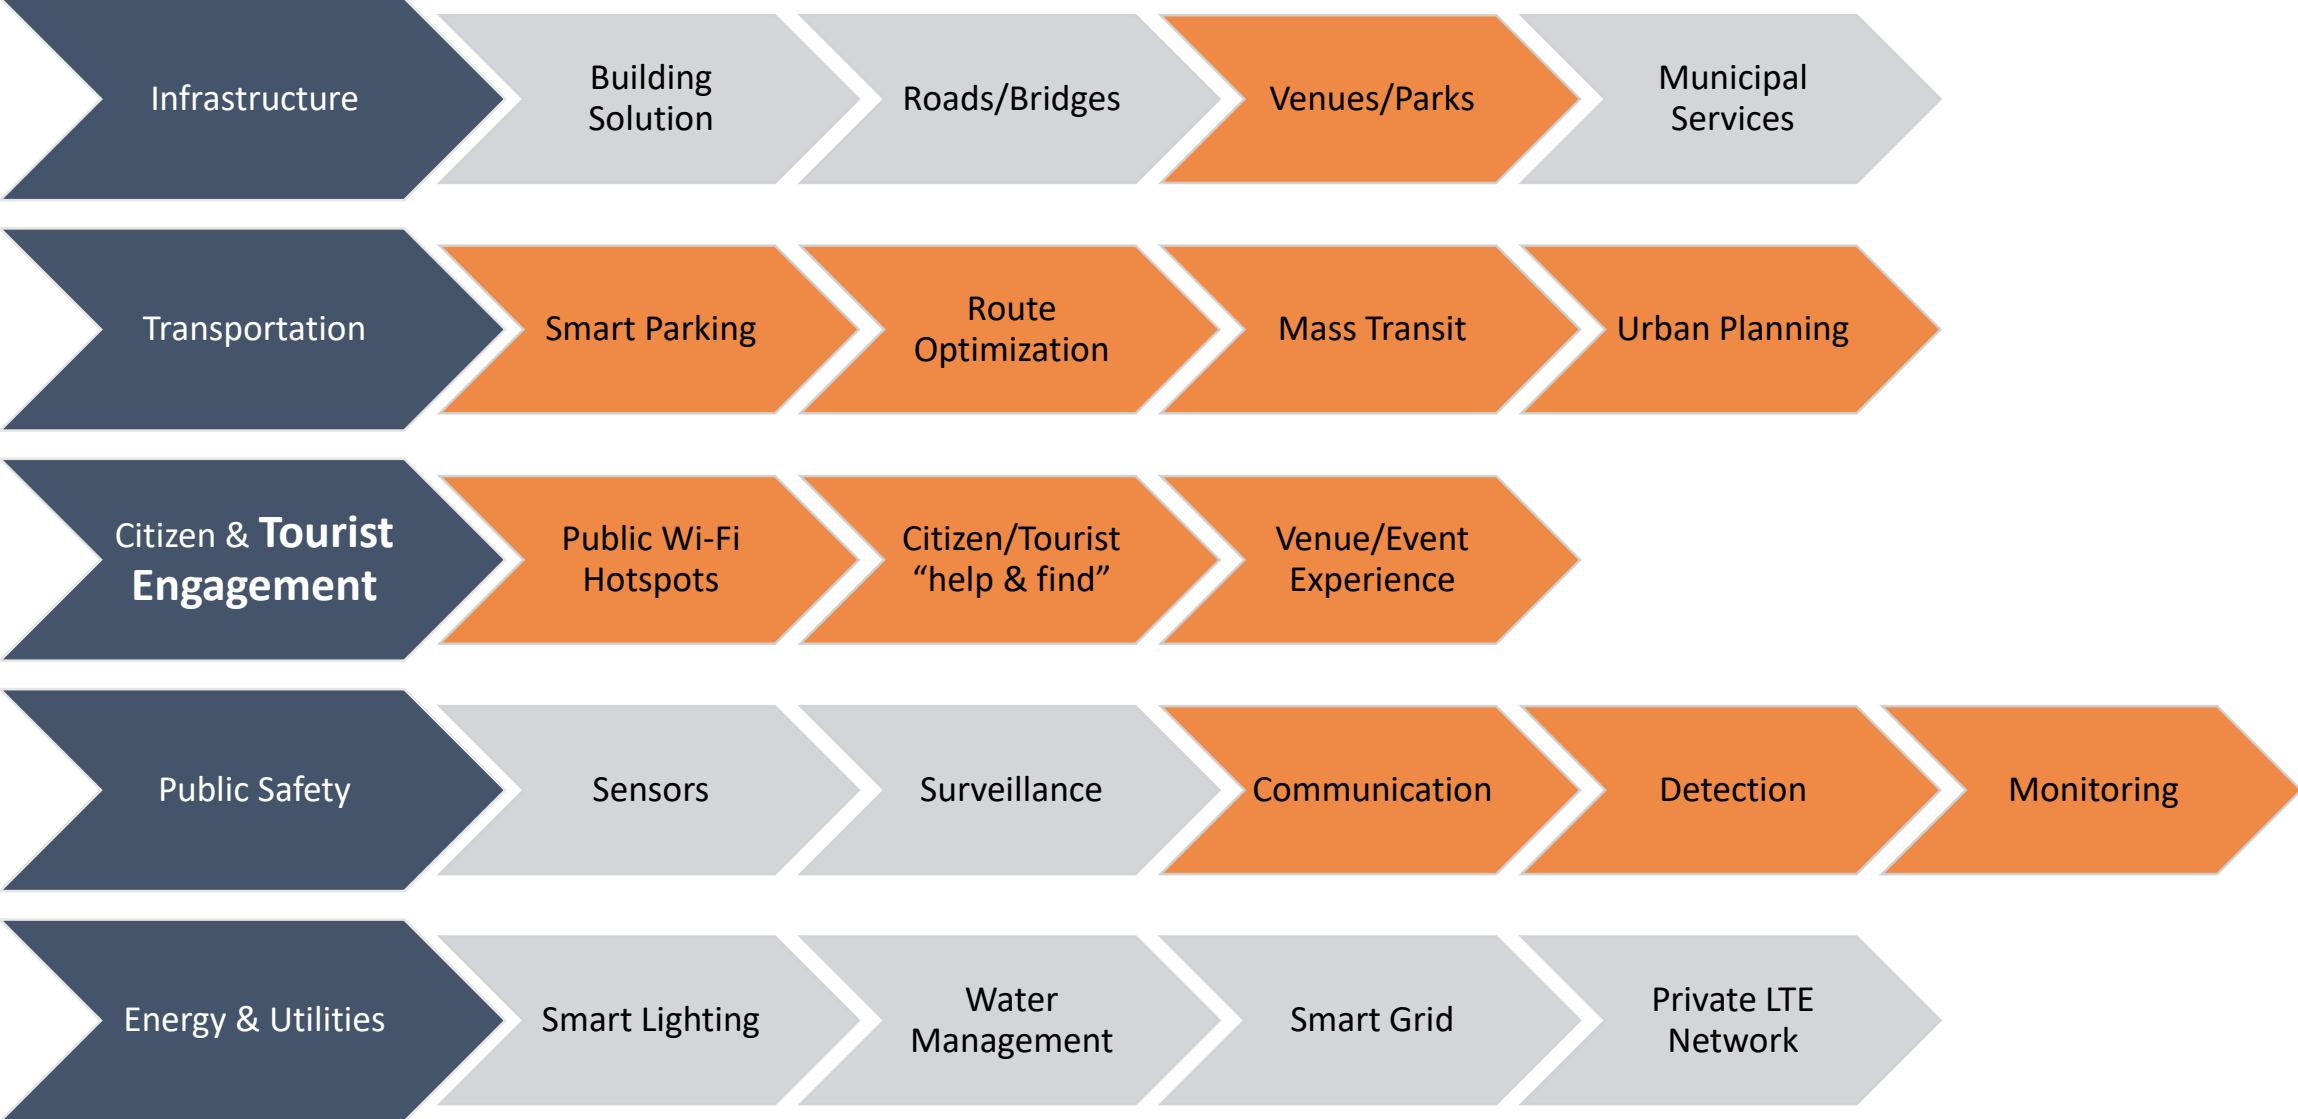 Infrastructure
Building
Solution
Roads/Bridges
Venues/Parks
Municipal
Services
Transportation
Smart Parking
Route
Optimization
Mass Transit
Urban Planning
Citizen & Tourist
Engagement
Public Wi-Fi
Hotspots
Citizen/Tourist
“help & find”
Venue/Event
Experience
Public Safety
Sensors
Surveillance
Communication
Detection
Monitoring
Energy & Utilities
Smart Lighting
Water
Management
Smart Grid
Private LTE
Network